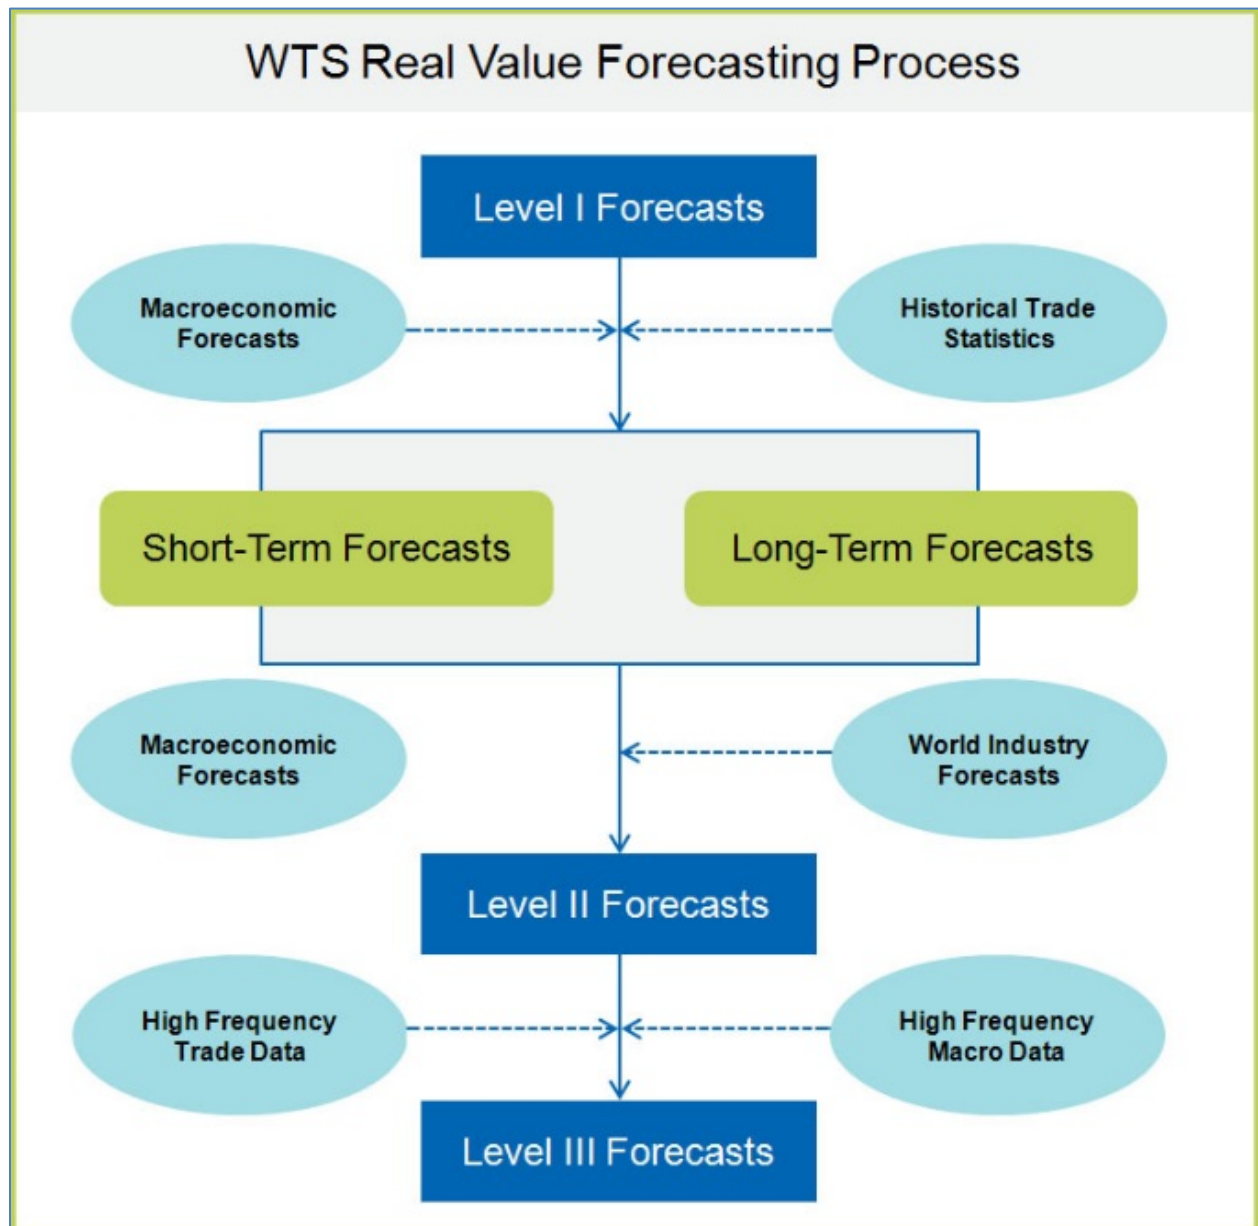 WTS Real Value Forecasting Process
Level I Forecasts
Macroeconomic
Forecasts
Historical Trade
Statistics
Short-Term Forecasts
Long-Term Forecasts
Macroeconomic
Forecasts
World Industry
Forecasts
Level II Forecasts
High Frequency
Trade Data
High Frequency
Macro Data
Level III Forecasts